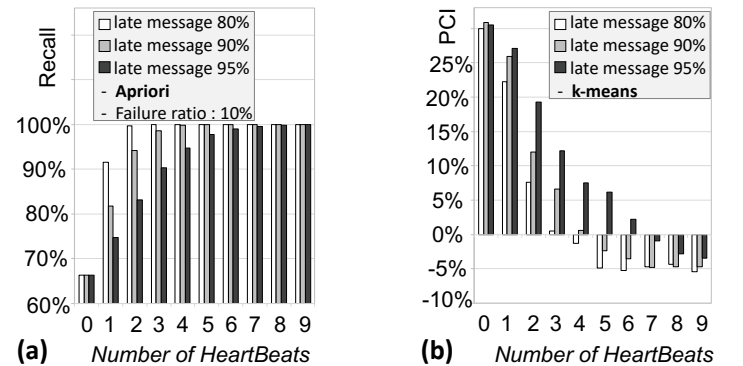 Recall
late message 80%
late message 90%
late message 95%
- Apriori
- Failure ratio : 10%
100%
90%
80%
70%
60%
0 1 2 3 4 5 6 7 8 9
(a) Number of HeartBeats
PCI
late message 80%
late message 90%
late message 95%
- k-means
25%
20%
15%
10%
5%
0%
-5%
-10%
0 1 2 3 4 5 6 7 8 9
(b) Number of HeartBeats